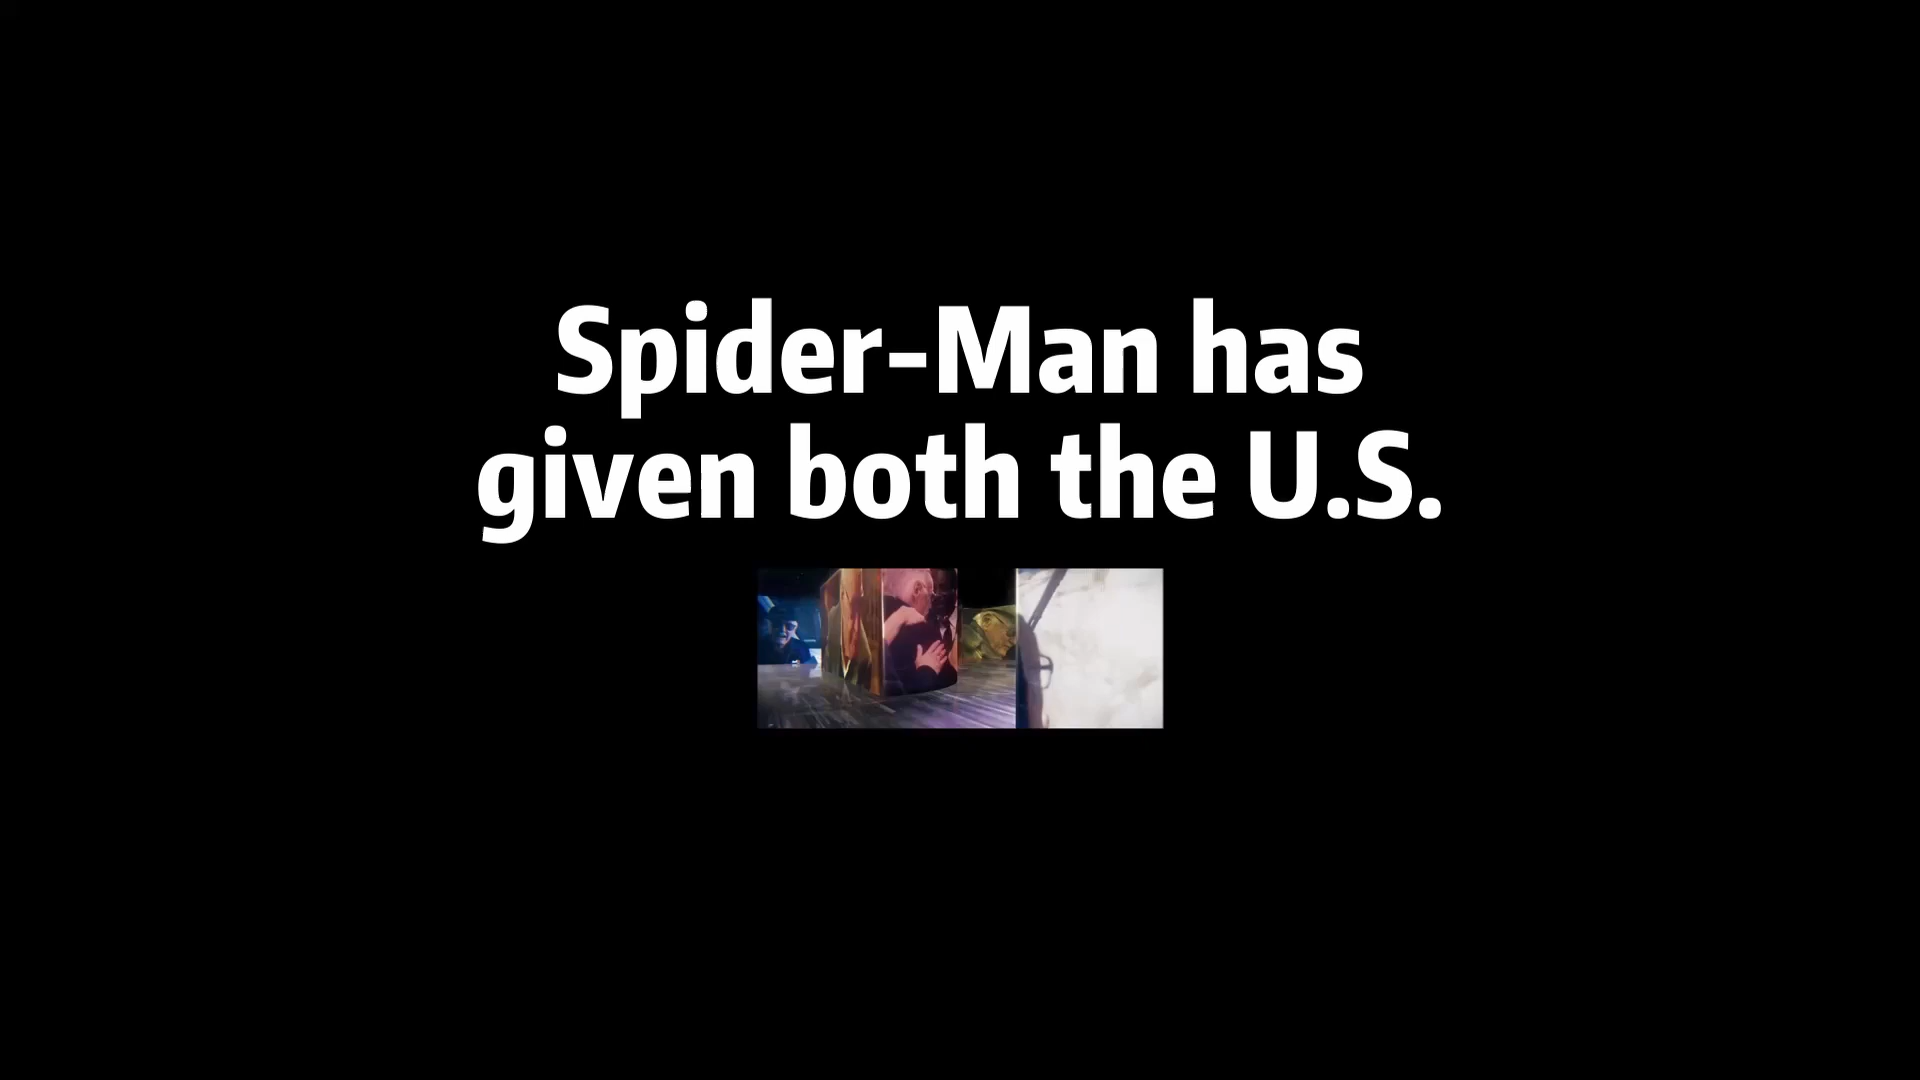 Spider-Man has
given both the U.S.